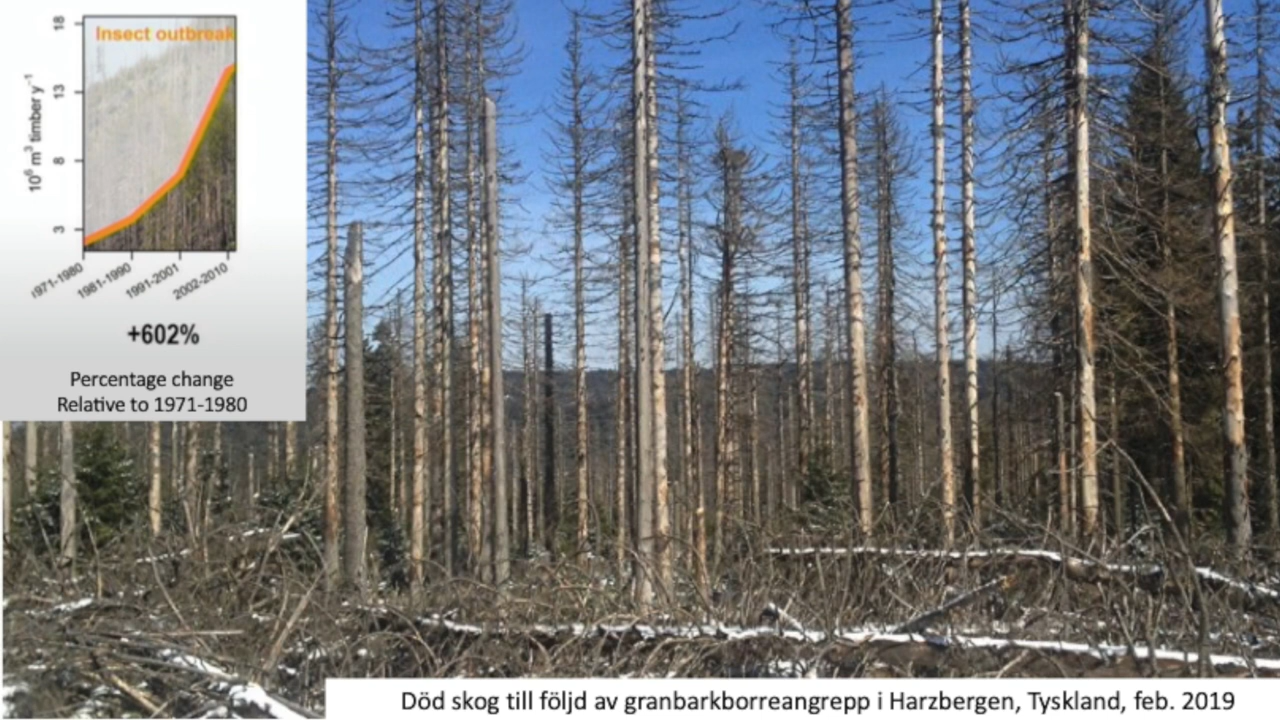 18
Insect outbreak
13
8
3
10⁶ m³ timber y⁻¹
1971-1980
1981-1990
1991-2001
2002-2010
+602%
Percentage change
Relative to 1971-1980
Död skog till följd av granbarkborreangrepp i Harzbergen, Tyskland, feb. 2019